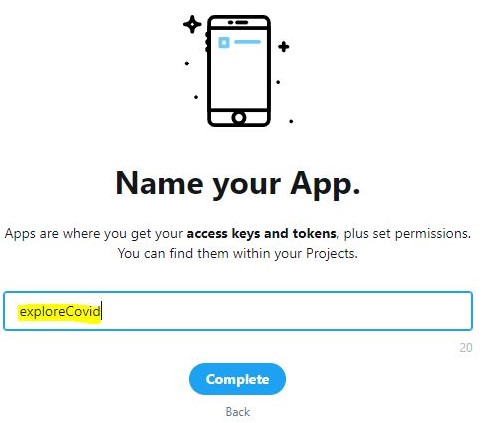 Name your App.
Apps are where you get your access keys and tokens, plus set permissions.
You can find them within your Projects.
exploreCovid
20
Complete
Back